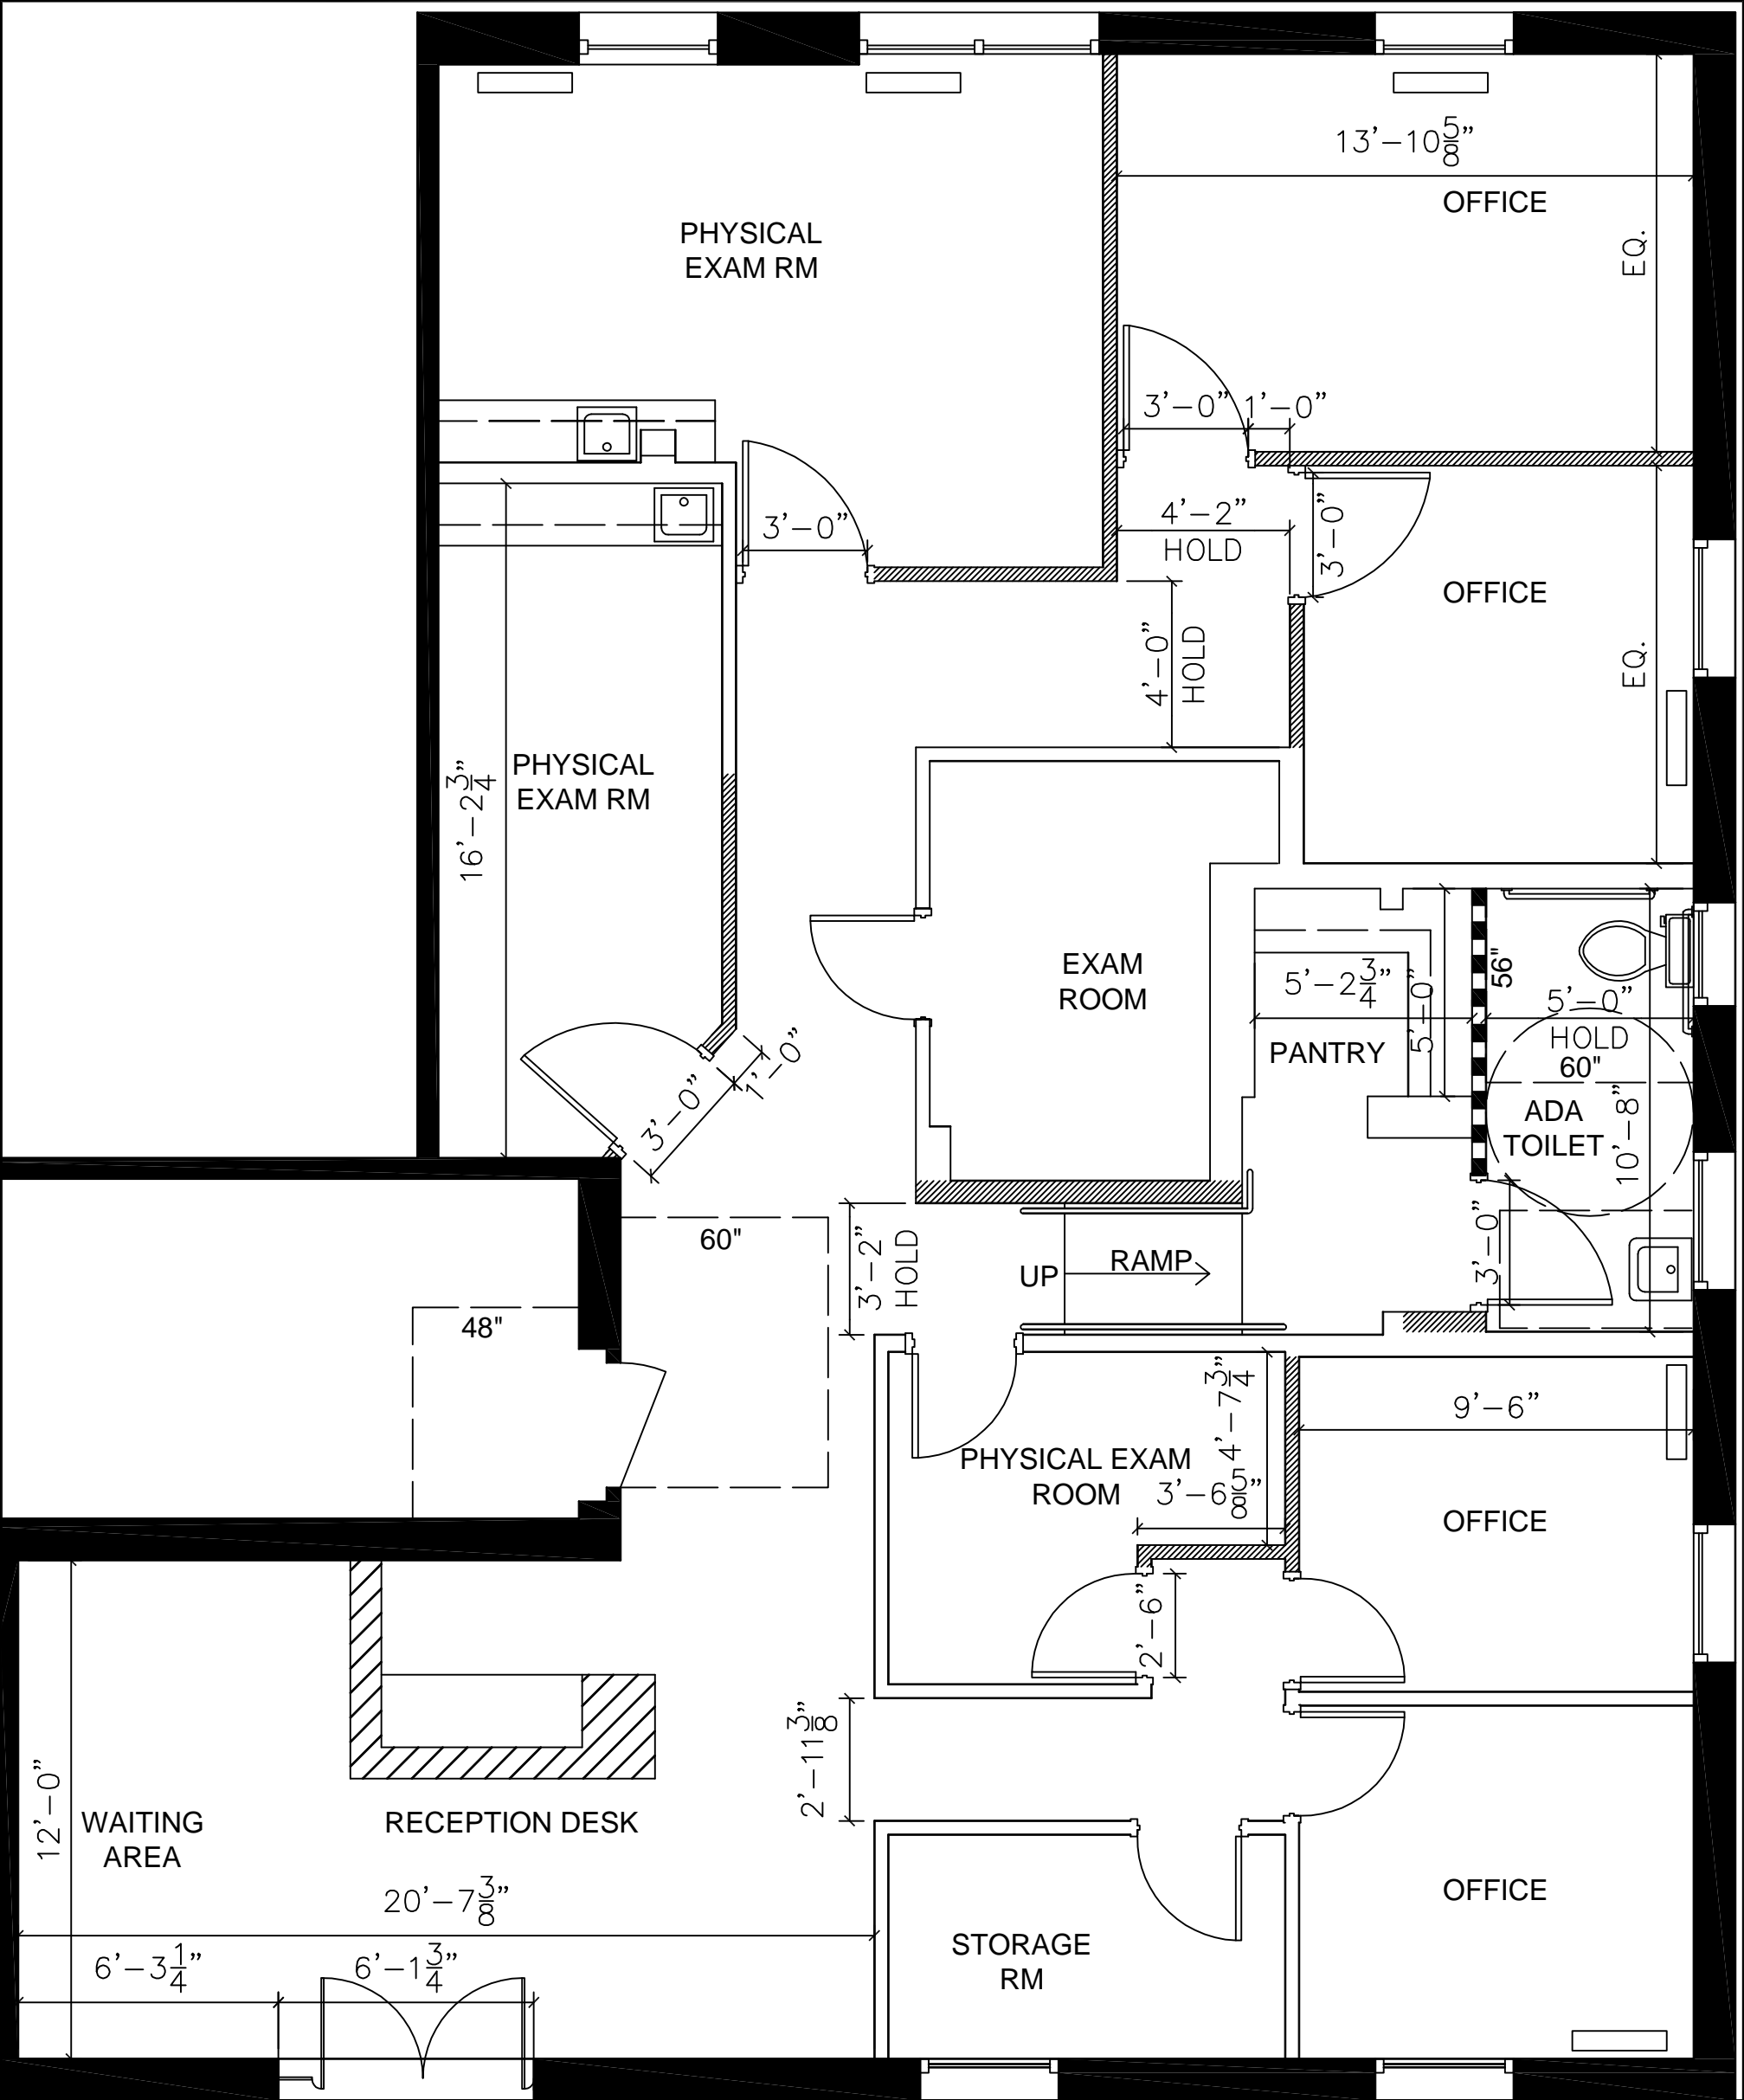 13'-10 5/8"
OFFICE
PHYSICAL
EXAM RM
EQ.
3'-0"
1'-0"
4'-2"
HOLD
3'-0"
3'-0"
OFFICE
4'-0"
HOLD
EQ.
16'-2 3/4"
PHYSICAL
EXAM RM
EXAM
ROOM
56"
5'-2 3/4"
5'-0"
5'-0"
HOLD
60"
PANTRY
ADA
TOILET
10'-8"
1'-0"
3'-0"
60"
3'-2"
HOLD
UP
RAMP
3'-0"
48"
4'-7 3/4"
9'-6"
PHYSICAL EXAM
ROOM
3'-6 5/8"
OFFICE
2'-6"
2'-11 3/8"
12'-0"
WAITING
AREA
RECEPTION DESK
20'-7 3/8"
OFFICE
6'-3 1/4"
6'-1 3/4"
STORAGE
RM